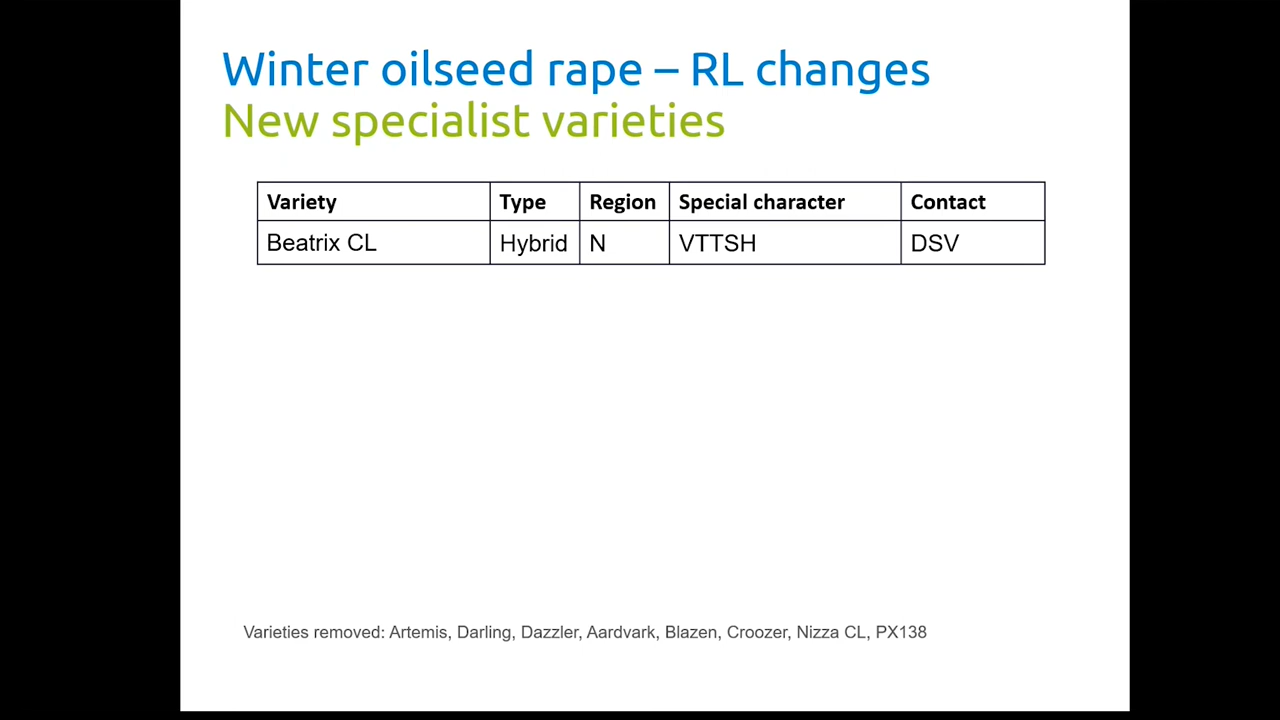 Winter oilseed rape – RL changes
New specialist varieties
Variety Type Region Special character Contact
Beatrix CL Hybrid N VTTSH DSV
Varieties removed: Artemis, Darling, Dazzler, Aardvark, Blazen, Croozer, Nizza CL, PX138